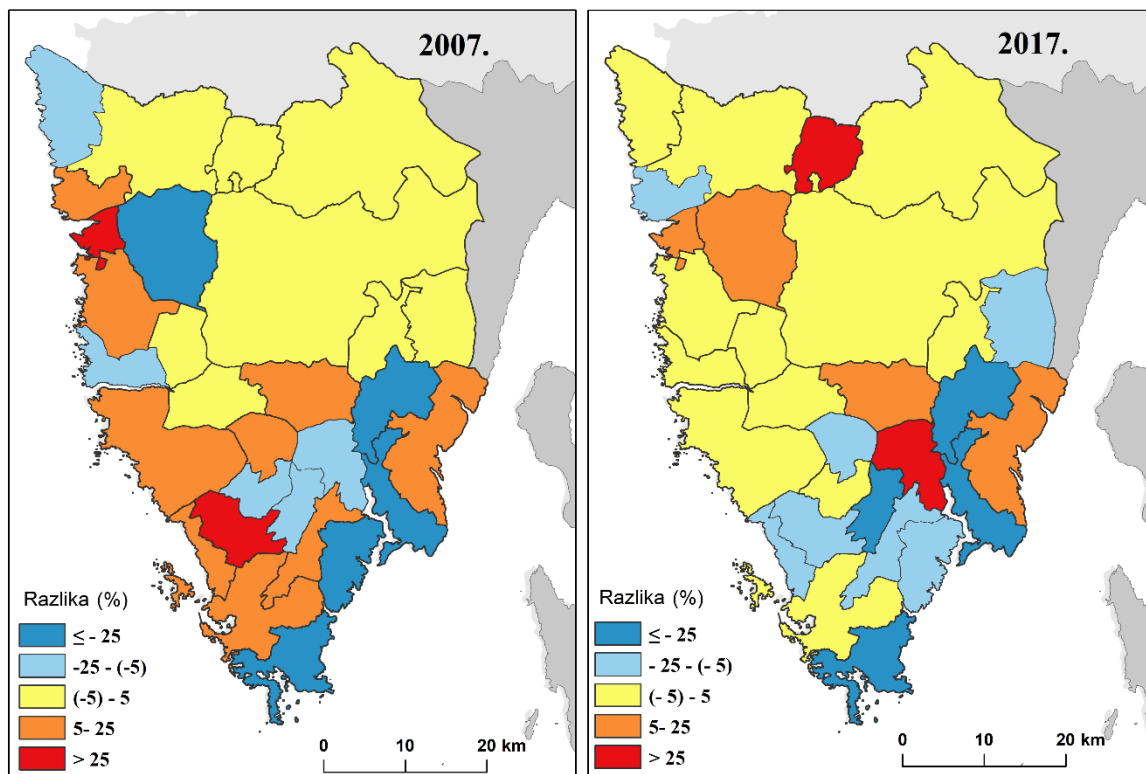 2007.
Razlika (%)
≤ - 25
-25 - (-5)
(-5) - 5
5- 25
> 25
0 10 20 km
2017.
Razlika (%)
≤ - 25
- 25 - (- 5)
(- 5) - 5
5- 25
> 25
0 10 20 km